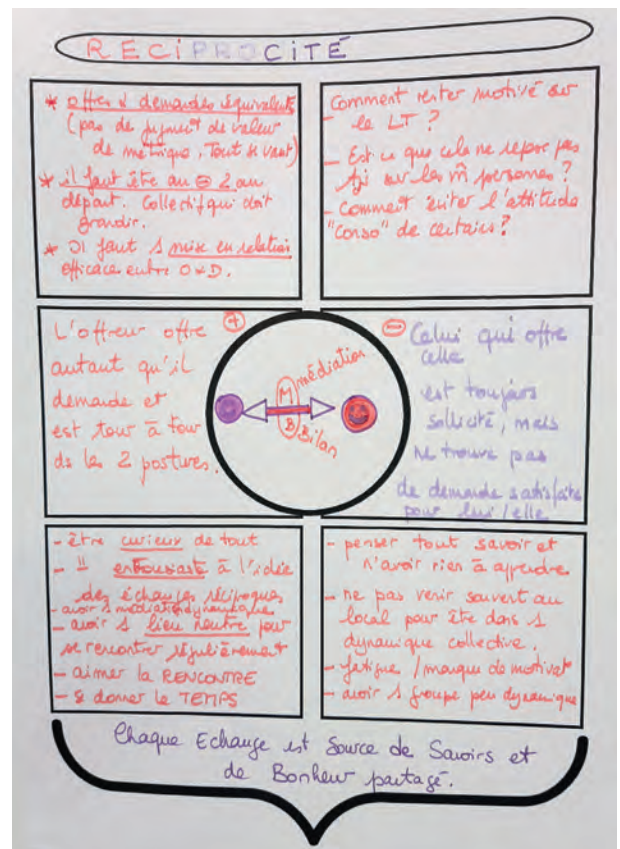 RECIPROCITÉ
* offres & demandes équivalentes
(pas de jugement de valeur
de métrique. Tout se vaut)
* il faut être au ⊖ 2 au
départ. Collectif qui doit
grandir.
* Il faut 1 mise en relation
efficace entre O & D.
Comment rester motivé sur
le LT ?
- Est ce que cela ne repose pas
tjs sur les m̂ personnes ?
- Comment éviter l'attitude
"conso" de certains ?
L'offreur offre ⊕
autant qu'il
demande et
est tour à tour
ds les 2 postures.
M médiation
B Bilan
⊖ Celui qui offre
celle
est toujours
sollicité, mais
ne trouve pas
de demande satisfaite
pour lui/elle
- être curieux de tout
- " enthousiaste à l'idée
des échanges réciproques
- avoir 1 médiation dynamique
- avoir 1 lieu neutre pour
se rencontrer régulièrement
- aimer la RENCONTRE
- se donner le TEMPS
- penser tout savoir et
n'avoir rien à apprendre
- ne pas venir souvent au
local pour être dans 1
dynamique collective.
- fatigue / manque de motivat°
- avoir 1 groupe peu dynamique
Chaque Echange est Source de Savoirs et
de Bonheur partagé.